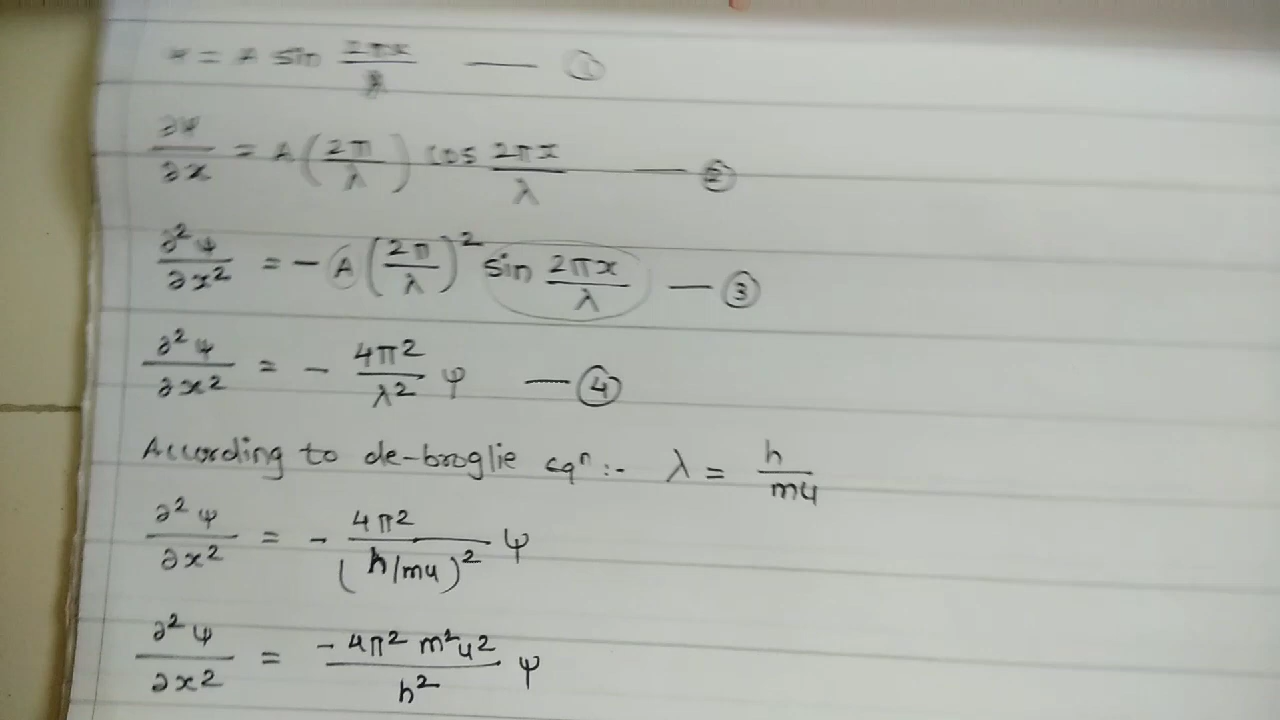 ψ = A sin 2πx/λ — ①
∂ψ/∂x = A (2π/λ) cos 2πx/λ — ②
∂²ψ/∂x² = - A (2π/λ)² sin 2πx/λ — ③
∂²ψ/∂x² = - 4π²/λ² ψ — ④
According to de-broglie eqⁿ :- λ = h/mu
∂²ψ/∂x² = - 4π²/(h/mu)² ψ
∂²ψ/∂x² = -4π² m²u²/h² ψ